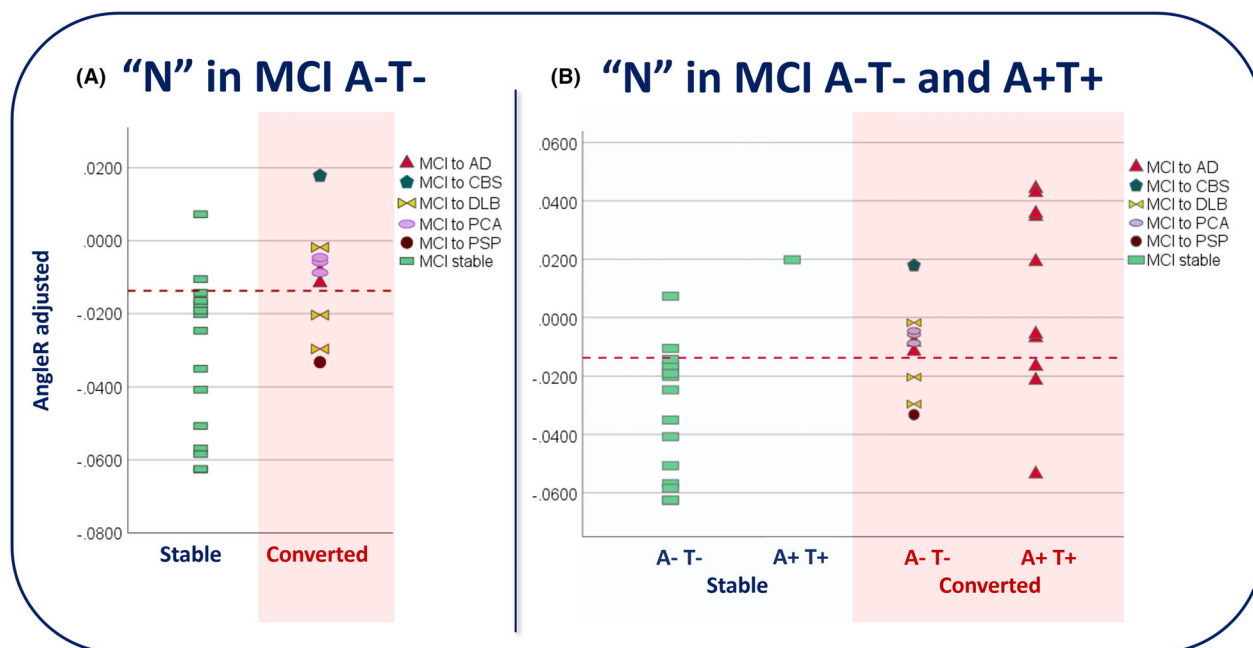 (A) “N” in MCI A-T-
AngleR adjusted
.0200
.0000
-.0200
-.0400
-.0600
-.0800
MCI to AD
MCI to CBS
MCI to DLB
MCI to PCA
MCI to PSP
MCI stable
Stable Converted
(B) “N” in MCI A-T- and A+T+
.0600
.0400
.0200
.0000
-.0200
-.0400
-.0600
MCI to AD
MCI to CBS
MCI to DLB
MCI to PCA
MCI to PSP
MCI stable
A- T- A+ T+ A- T- A+ T+
Stable Converted